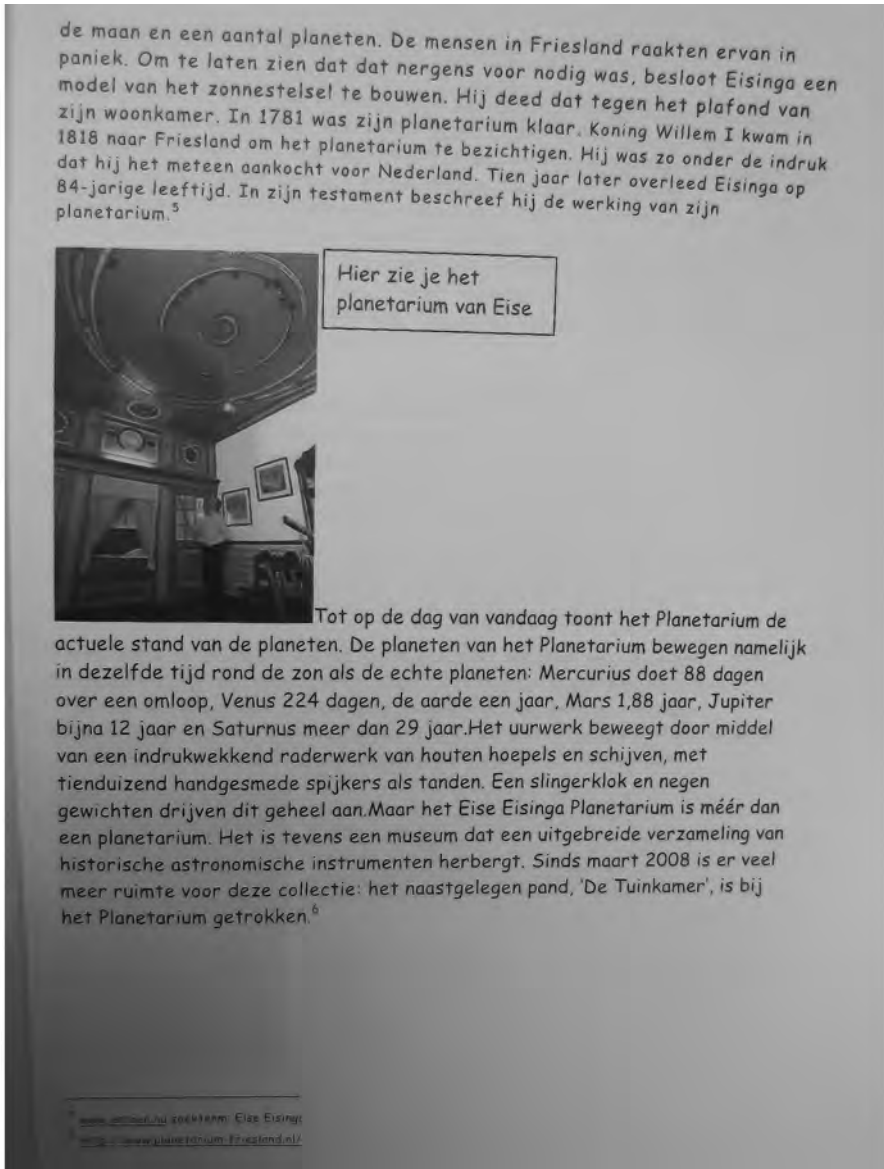 de maan en een aantal planeten. De mensen in Friesland raakten ervan in
paniek. Om te laten zien dat dat nergens voor nodig was, besloot Eisinga een
model van het zonnestelsel te bouwen. Hij deed dat tegen het plafond van
zijn woonkamer. In 1781 was zijn planetarium klaar. Koning Willem I kwam in
1818 naar Friesland om het planetarium te bezichtigen. Hij was zo onder de indruk
dat hij het meteen aankocht voor Nederland. Tien jaar later overleed Eisinga op
84-jarige leeftijd. In zijn testament beschreef hij de werking van zijn
planetarium.⁵
Hier zie je het
planetarium van Eise
Tot op de dag van vandaag toont het Planetarium de
actuele stand van de planeten. De planeten van het Planetarium bewegen namelijk
in dezelfde tijd rond de zon als de echte planeten: Mercurius doet 88 dagen
over een omloop, Venus 224 dagen, de aarde een jaar, Mars 1,88 jaar, Jupiter
bijna 12 jaar en Saturnus meer dan 29 jaar.Het uurwerk beweegt door middel
van een indrukwekkend raderwerk van houten hoepels en schijven, met
tienduizend handgesmede spijkers als tanden. Een slingerklok en negen
gewichten drijven dit geheel aan.Maar het Eise Eisinga Planetarium is méér dan
een planetarium. Het is tevens een museum dat een uitgebreide verzameling van
historische astronomische instrumenten herbergt. Sinds maart 2008 is er veel
meer ruimte voor deze collectie: het naastgelegen pand, 'De Tuinkamer', is bij
het Planetarium getrokken.⁶
zoekterm: Eise Eisinga